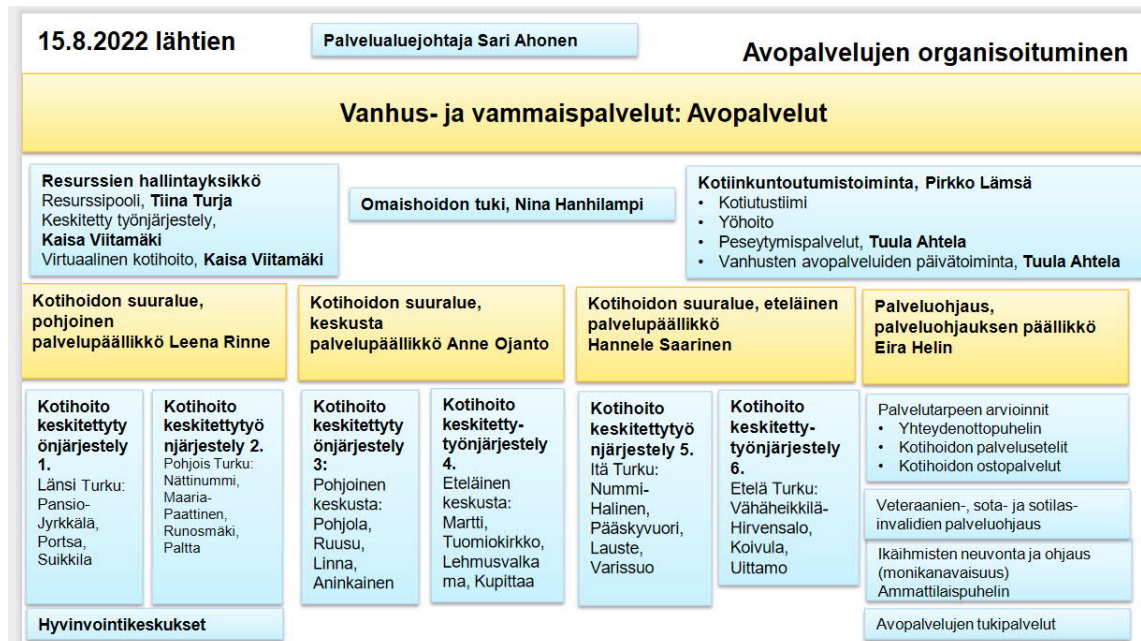 15.8.2022 lähtien
Palvelualuejohtaja Sari Ahonen
Avopalvelujen organisoituminen
Vanhus- ja vammaispalvelut: Avopalvelut
Resurssien hallintayksikkö
Resurssipooli, Tiina Turja
Keskitetty työnjärjestely,
Kaisa Viitamäki
Virtuaalinen kotihoito, Kaisa Viitamäki
Omaishoidon tuki, Nina Hanhilampi
Kotiinkuntoutumistoiminta, Pirkko Lämsä
• Kotiutustiimi
• Yöhoito
• Peseytymispalvelut, Tuula Ahtela
• Vanhusten avopalveluiden päivätoiminta, Tuula Ahtela
Kotihoidon suuralue,
pohjoinen
palvelupäällikkö Leena Rinne
Kotihoidon suuralue,
keskusta
palvelupäällikkö Anne Ojanto
Kotihoidon suuralue, eteläinen
palvelupäällikkö
Hannele Saarinen
Palveluohjaus,
palveluohjauksen päällikkö
Eira Helin
Kotihoito
keskitettyty
önjärjestely
1.
Länsi Turku:
Pansio-
Jyrkkälä,
Portsa,
Suikkila
Kotihoito
keskitettytyö
njärjestely 2.
Pohjois Turku:
Nättinummi,
Maaria-
Paattinen,
Runosmäki,
Paltta
Kotihoito
keskitettyty
önjärjestely
3:
Pohjoinen
keskusta:
Pohjola,
Ruusu,
Linna,
Aninkainen
Kotihoito
keskitetty-
työnjärjestely
4.
Eteläinen
keskusta:
Martti,
Tuomiokirkko,
Lehmusvalka
ma, Kupittaa
Kotihoito
keskitettytyö
njärjestely 5.
Itä Turku:
Nummi-
Halinen,
Pääskyvuori,
Lauste,
Varissuo
Kotihoito
keskitetty-
työnjärjestely
6.
Etelä Turku:
Vähäheikkilä-
Hirvensalo,
Koivula,
Uittamo
Palvelutarpeen arvioinnit
• Yhteydenottopuhelin
• Kotihoidon palvelusetelit
• Kotihoidon ostopalvelut
Veteraanien-, sota- ja sotilas-
invalidien palveluohjaus
Ikäihmisten neuvonta ja ohjaus
(monikanavaisuus)
Ammattilaispuhelin
Avopalvelujen tukipalvelut
Hyvinvointikeskukset